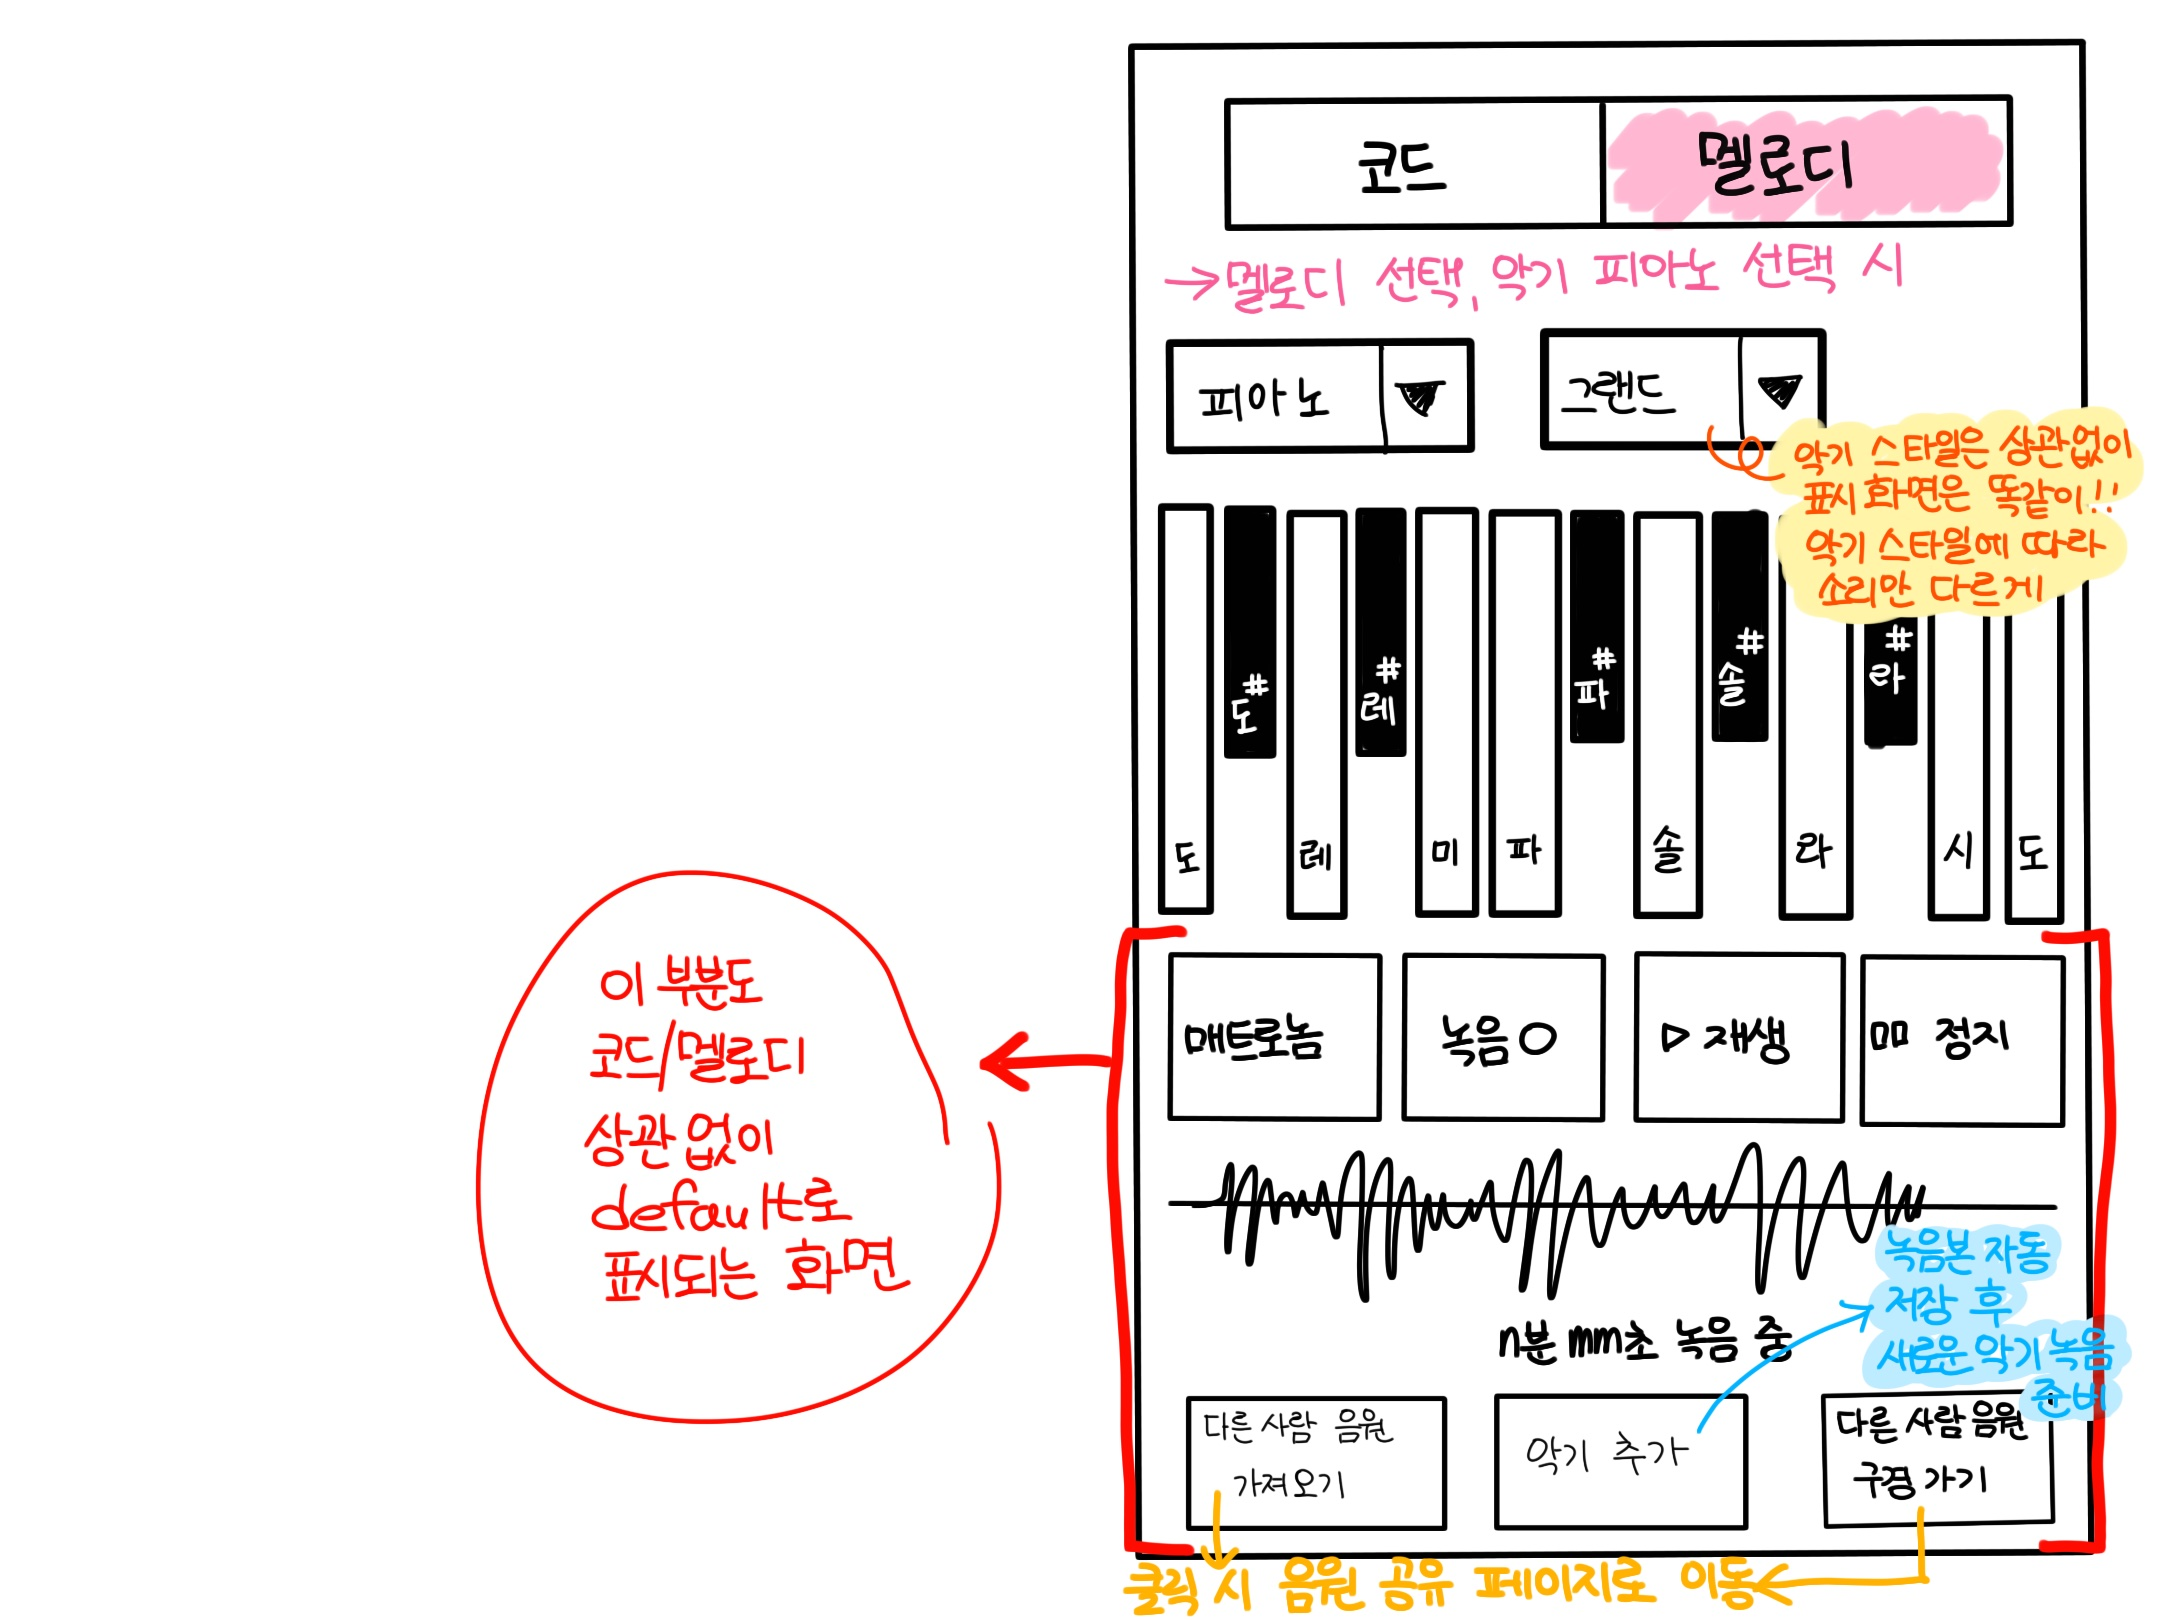 코드
멜로디
→멜로디 선택, 악기 피아노 선택 시
피아노
그랜드
악기 스타일은 상관없이
표시 화면은 똑같이!!
악기 스타일에 따라
소리만 다르게
#
도
#
레
#
파
#
솔
#
라
도
레
미
파
솔
라
시
도
이 부분도
코드/멜로디
상관없이
default로
표시되는 화면
매트로놈
녹음
재생
정지
n분 mm초 녹음 중
녹음본 자동
저장 후
새로운 악기 녹음
준비
다른 사람 음원
가져오기
악기 추가
다른 사람 음원
구경 가기
클릭 시 음원 공유 페이지로 이동